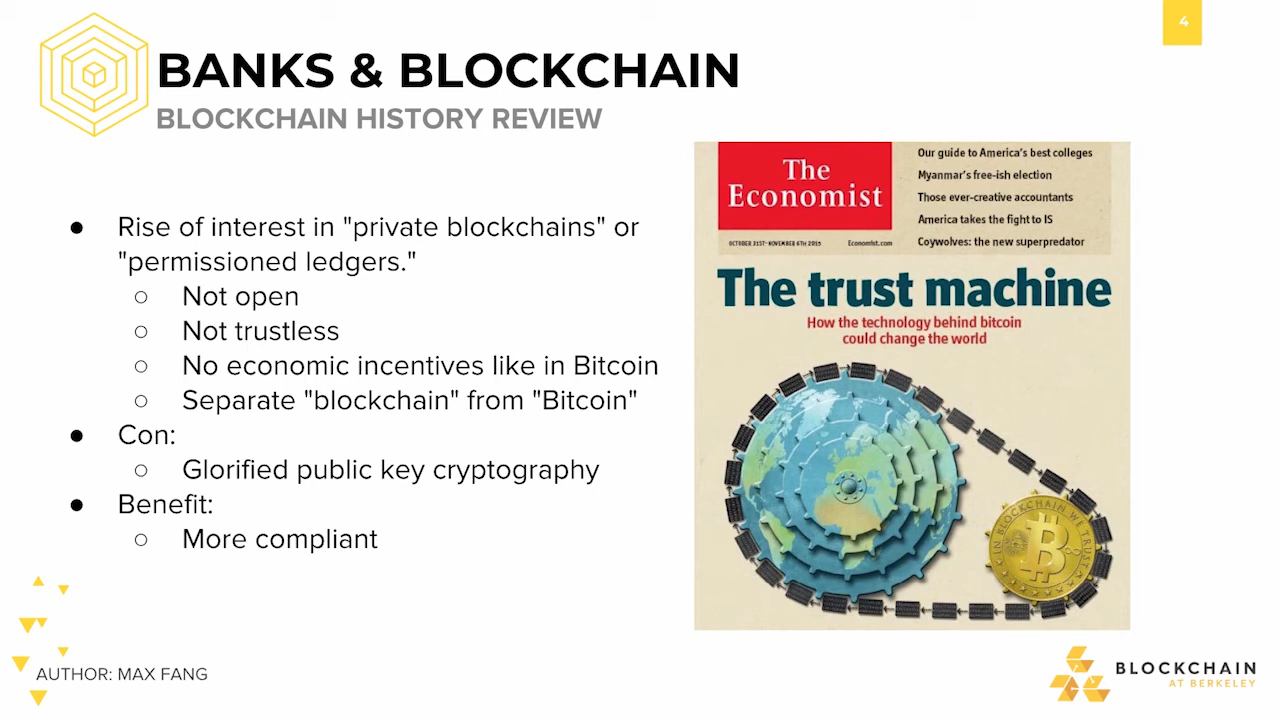 4
BANKS & BLOCKCHAIN
BLOCKCHAIN HISTORY REVIEW
● Rise of interest in "private blockchains" or
"permissioned ledgers."
○ Not open
○ Not trustless
○ No economic incentives like in Bitcoin
○ Separate "blockchain" from "Bitcoin"
● Con:
○ Glorified public key cryptography
● Benefit:
○ More compliant
The
Economist
OCTOBER 31ST–NOVEMBER 6TH 2015
Economist.com
Our guide to America's best colleges
Myanmar's free-ish election
Those ever-creative accountants
America takes the fight to IS
Coywolves: the new superpredator
The trust machine
How the technology behind bitcoin
could change the world
IN BLOCKCHAIN WE TRUST
B
AUTHOR: MAX FANG
BLOCKCHAIN
AT BERKELEY